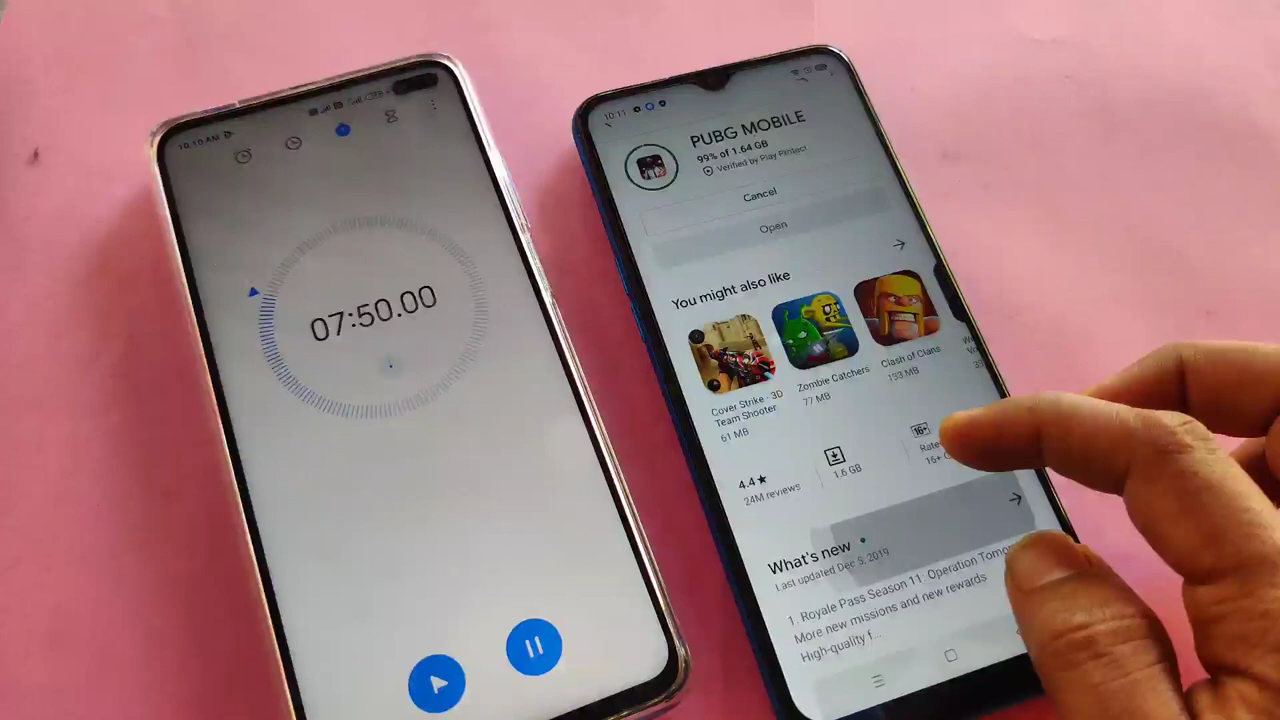 10:10 AM
07:50.00
10:11
PUBG MOBILE
99% of 1.64 GB
Verified by Play Protect
Cancel
Open
You might also like
Cover Strike - 3D
Team Shooter
61 MB
Zombie Catchers
77 MB
Clash of Clans
133 MB
4.4★
24M reviews
1.6 GB
16+
16+
What's new
Last updated Dec 5, 2019
1. Royale Pass Season 11. Operation
More new missions and new rewards
High-quality f...